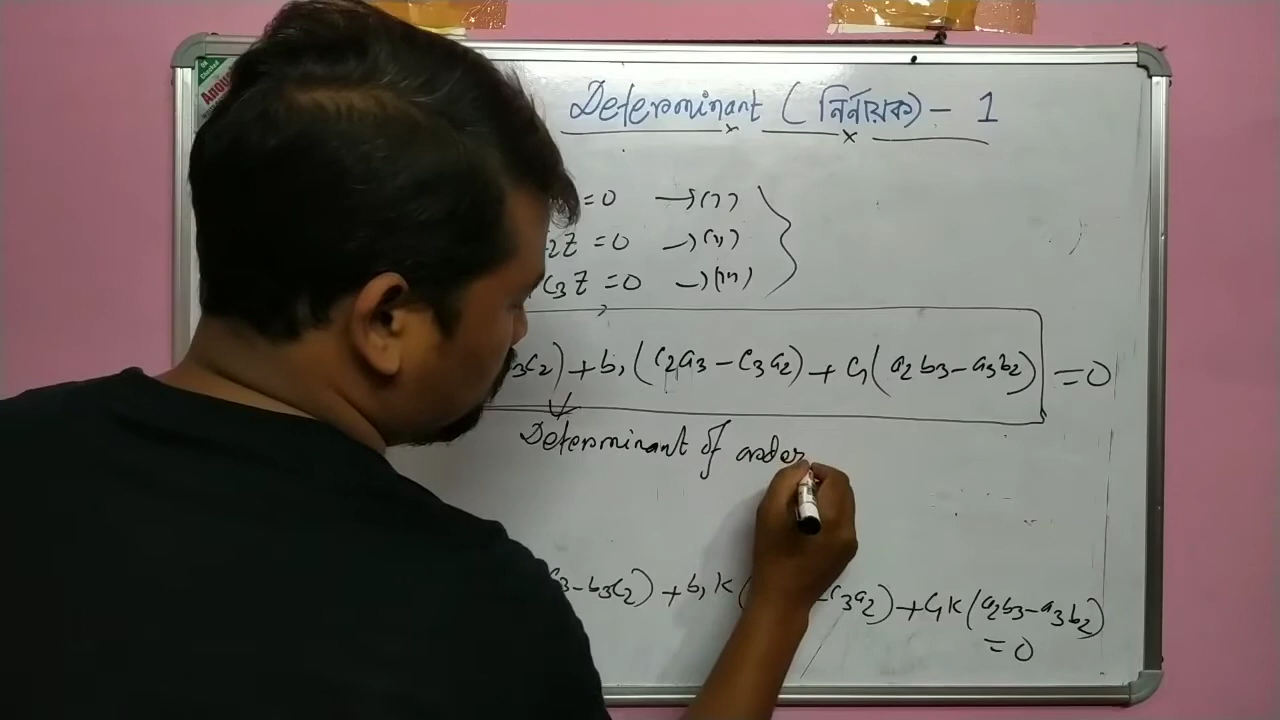 Determinant (নির্ণায়ক) - 1
=0 →(i)
2z =0 →(ii)
c₃z =0 →(iii)
₃c₂) + b₁(c₂a₃ - c₃a₂) + c₁(a₂b₃ - a₃b₂) =0
Determinant of order
c₃ - b₃c₂) + b₁k( - c₃a₂) + c₁k(a₂b₃ - a₃b₂)
=0